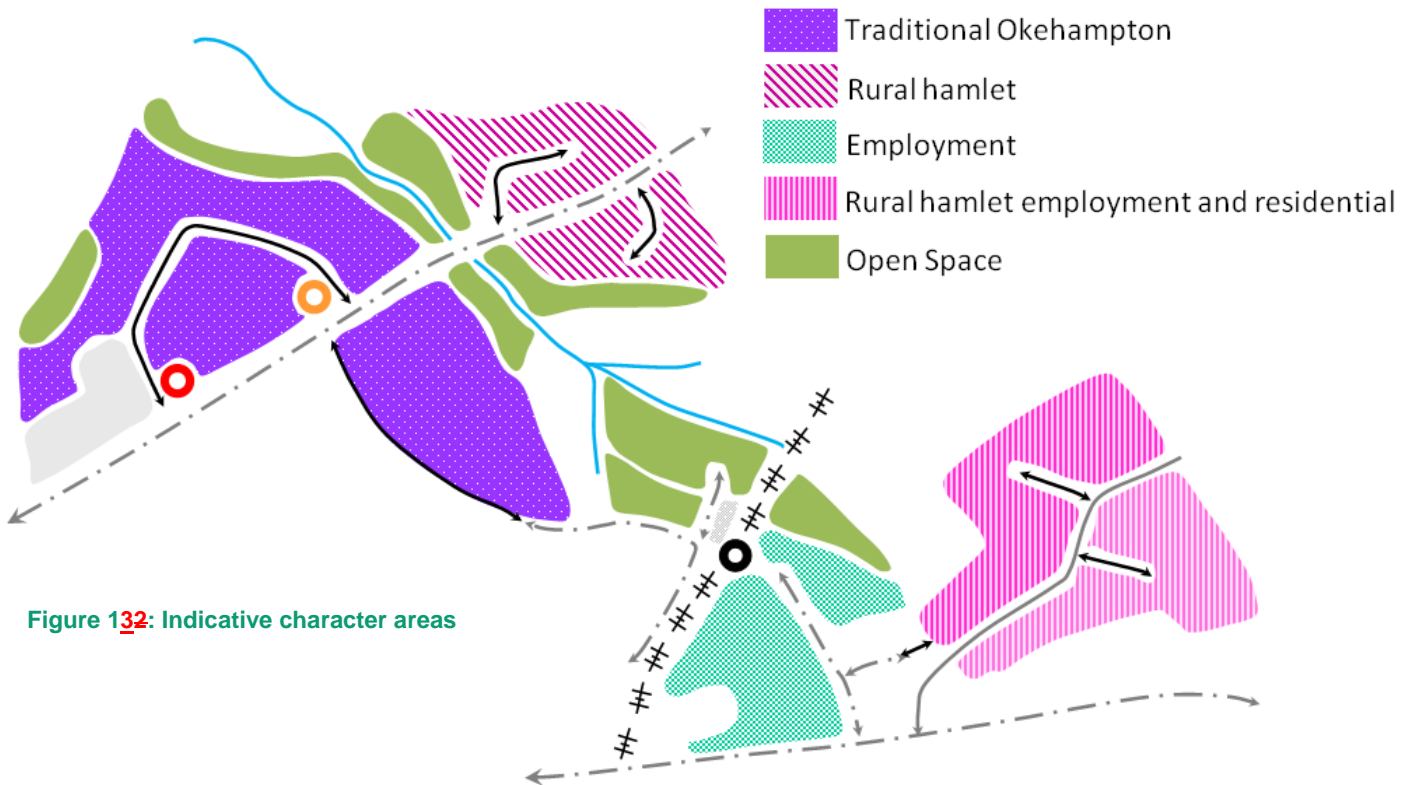 Traditional Okehampton
Rural hamlet
Employment
Rural hamlet employment and residential
Open Space
Figure 132: Indicative character areas